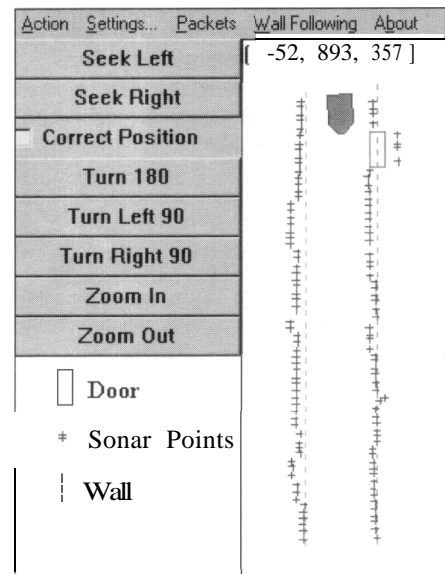 Action Settings... Packets Wall Following About
Seek Left
[ -52, 893, 357 ]
Seek Right
Correct Position
Turn 180
Turn Left 90
Turn Right 90
Zoom In
Zoom Out
Door
Sonar Points
Wall